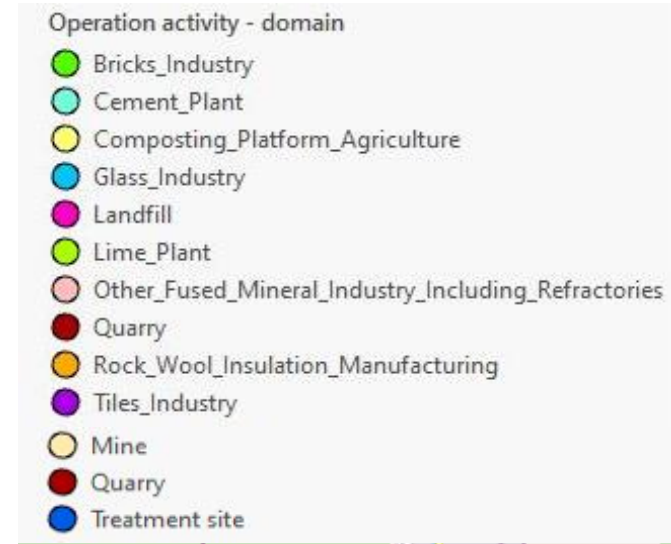 Operation activity - domain
Bricks_Industry
Cement_Plant
Composting_Platform_Agriculture
Glass_Industry
Landfill
Lime_Plant
Other_Fused_Mineral_Industry_Including_Refractories
Quarry
Rock_Wool_Insulation_Manufacturing
Tiles_Industry
Mine
Quarry
Treatment site